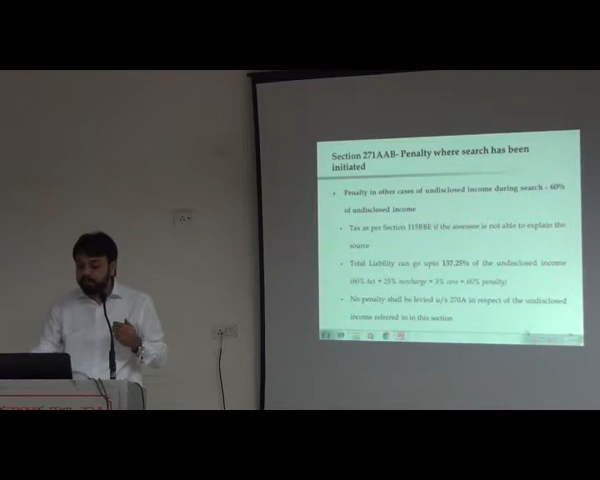 Section 271AAB- Penalty where search has been
initiated
Penalty in other cases of undisclosed income during search - 60%
of undisclosed income
Tax as per Section 115BBE if the assessee is not able to explain the
source
Total Liability can go upto 137.25% of the undisclosed income
(60% tax + 25% surcharge + 3% cess + 60% penalty)
No penalty shall be levied u/s 270A in respect of the undisclosed
income referred to in this section